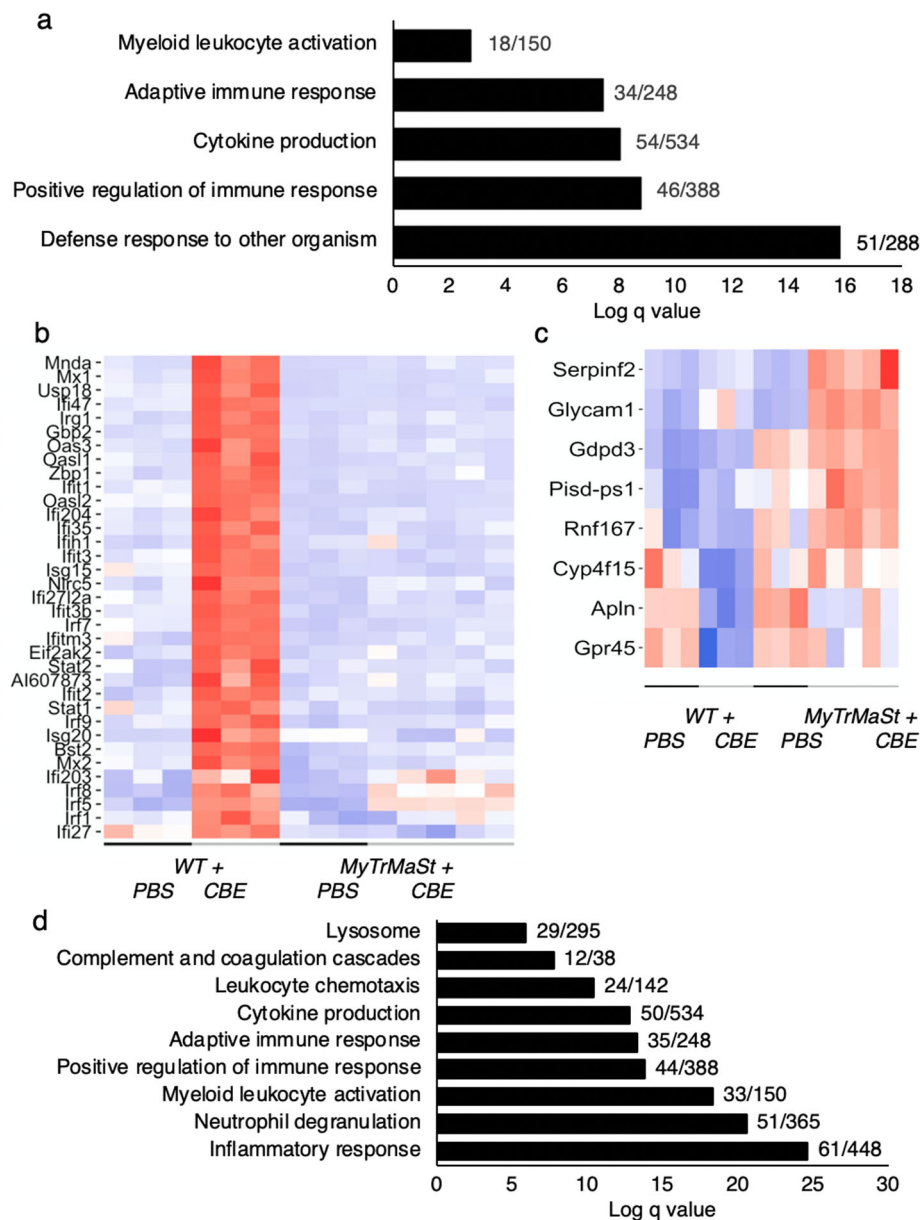 a
Myeloid leukocyte activation 18/150
Adaptive immune response 34/248
Cytokine production 54/534
Positive regulation of immune response 46/388
Defense response to other organism 51/288
0 2 4 6 8 10 12 14 16 18
Log q value
b
Mnda
Mx1
Usp18
Ifi47
Irg1
Gbp2
Oas3
Oasl1
Zbp1
Ifit1
Oasl2
Ifi204
Ifi35
Ifih1
Ifit3
Isg15
Nlrc5
Ifi27l2a
Ifit3b
Irf7
Ifitm3
Eif2ak2
Stat2
AI607873
Ifit2
Stat1
Irf9
Isg20
Bst2
Mx2
Ifi203
Irf8
Irf5
Irf1
Ifi27
WT + MyTrMaSt +
PBS CBE PBS CBE
c
Serpinf2
Glycam1
Gdpd3
Pisd-ps1
Rnf167
Cyp4f15
Apln
Gpr45
WT + MyTrMaSt +
PBS CBE PBS CBE
d
Lysosome 29/295
Complement and coagulation cascades 12/38
Leukocyte chemotaxis 24/142
Cytokine production 50/534
Adaptive immune response 35/248
Positive regulation of immune response 44/388
Myeloid leukocyte activation 33/150
Neutrophil degranulation 51/365
Inflammatory response 61/448
0 5 10 15 20 25 30
Log q value